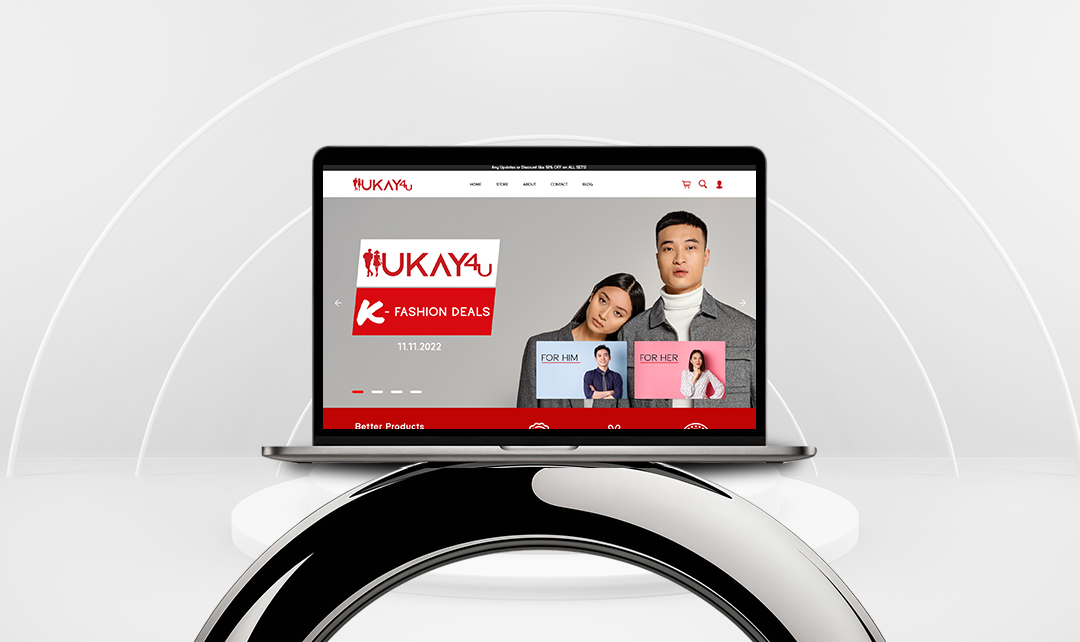 Any Updates or Discount like 50% OFF on ALL SETS!
UKAY4U
HOME STORE ABOUT CONTACT BLOG
UKAY4U
K- FASHION DEALS
11.11.2022
FOR HIM
FOR HER
Better Products